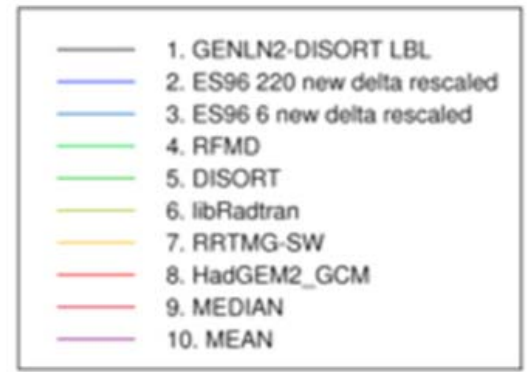 1. GENLN2-DISORT LBL
2. ES96 220 new delta rescaled
3. ES96 6 new delta rescaled
4. RFMD
5. DISORT
6. libRadtran
7. RRTMG-SW
8. HadGEM2_GCM
9. MEDIAN
10. MEAN